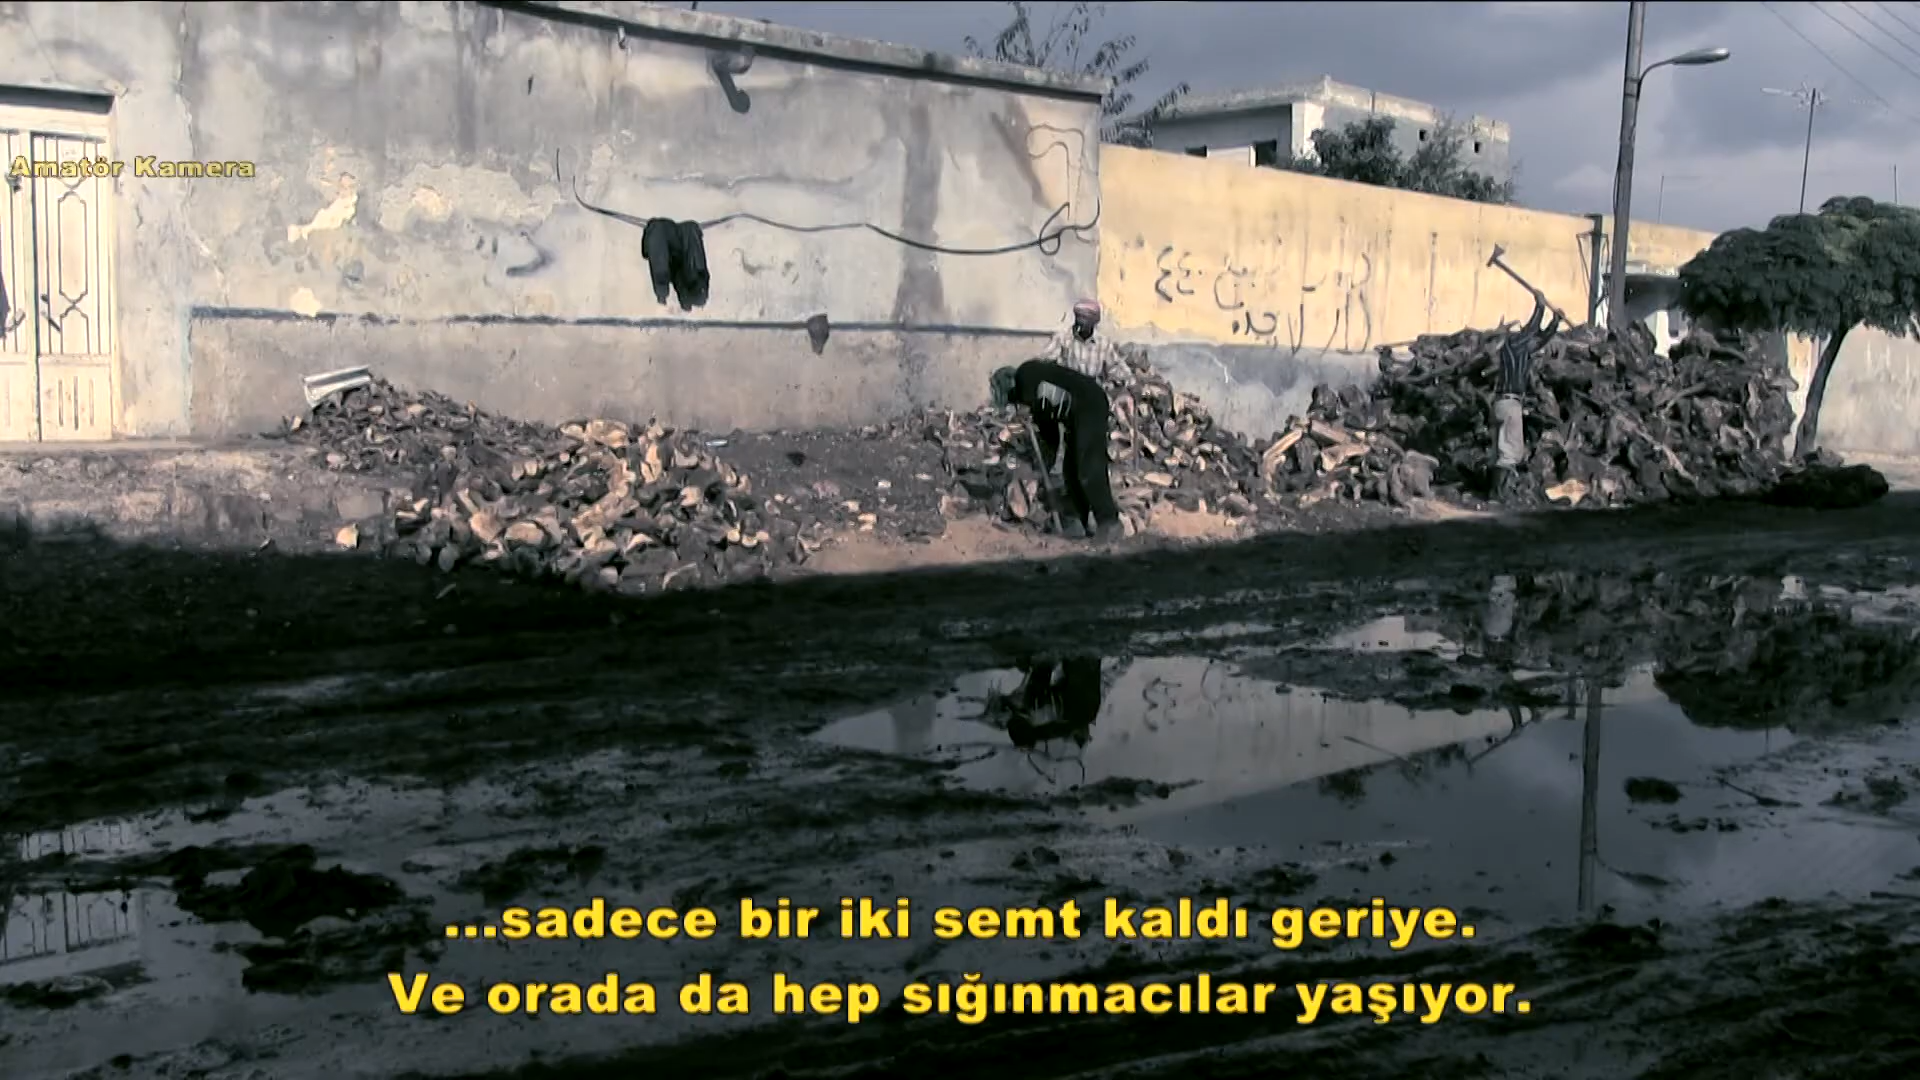 Amatör Kamera
...sadece bir iki semt kaldı geriye.
Ve orada da hep sığınmacılar yaşıyor.